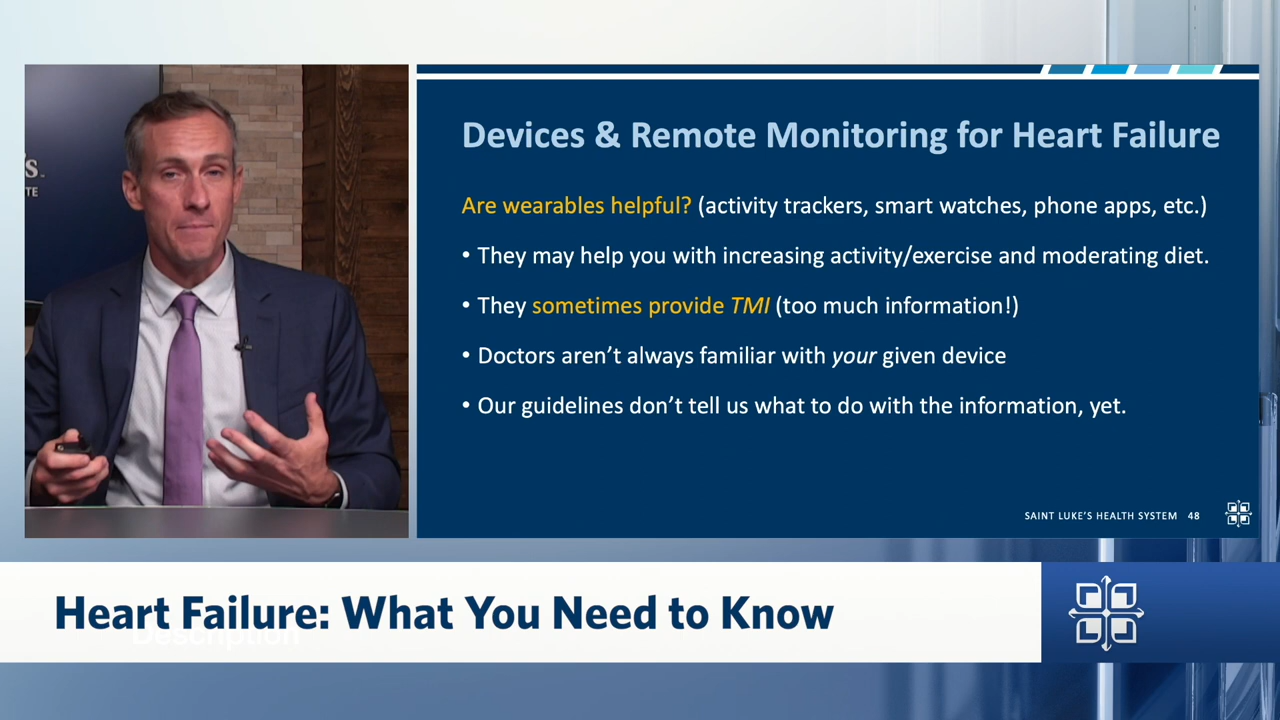 s
TE
Devices & Remote Monitoring for Heart Failure
Are wearables helpful? (activity trackers, smart watches, phone apps, etc.)
• They may help you with increasing activity/exercise and moderating diet.
• They sometimes provide TMI (too much information!)
• Doctors aren’t always familiar with your given device
• Our guidelines don’t tell us what to do with the information, yet.
SAINT LUKE’S HEALTH SYSTEM 48
Heart Failure: What You Need to Know
Description